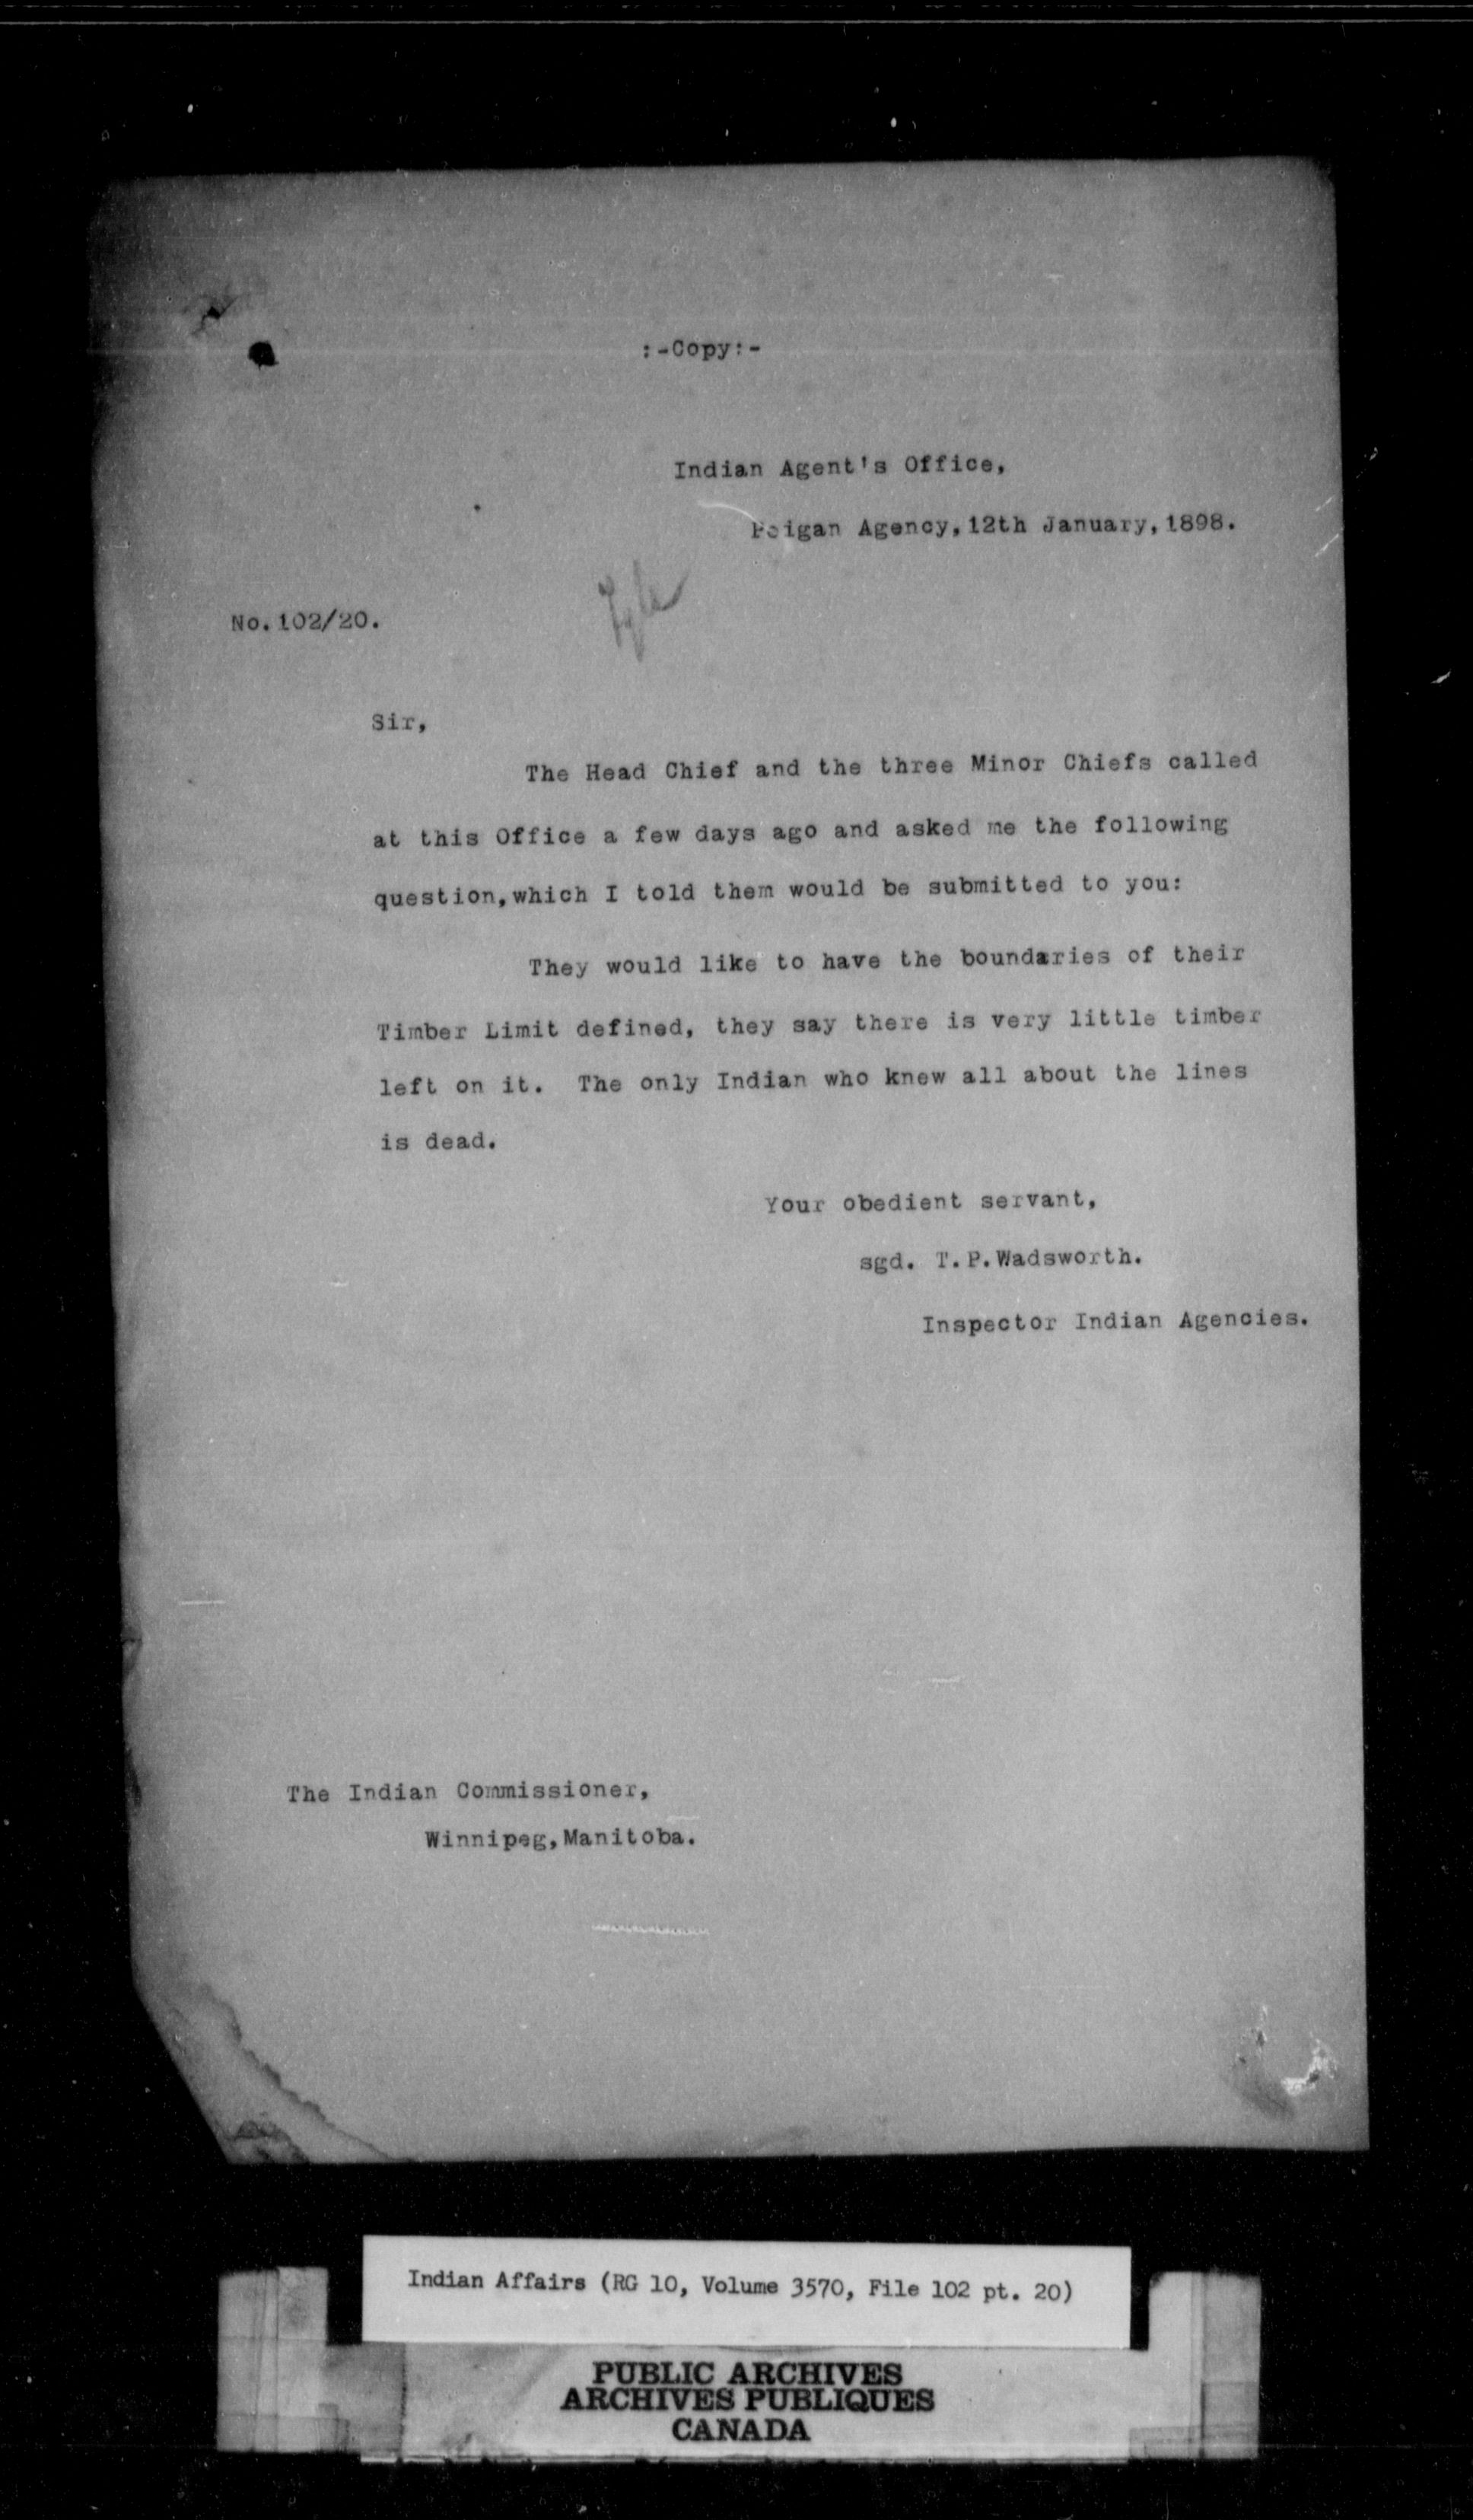 :-Copy:-
Indian Agent's Office,
Peigan Agency, 12th January, 1898.
No. 102/20.
Sir,
The Head Chief and the three Minor Chiefs called
at this Office a few days ago and asked me the following
question, which I told them would be submitted to you:
They would like to have the boundaries of their
Timber Limit defined, they say there is very little timber
left on it. The only Indian who knew all about the lines
is dead.
Your obedient servant,
sgd. T.P. Wadsworth.
Inspector Indian Agencies.
The Indian Commissioner,
Winnipeg, Manitoba.
Indian Affairs (RG 10, Volume 3570, File 102 pt. 20)
PUBLIC ARCHIVES
ARCHIVES PUBLIQUES
CANADA